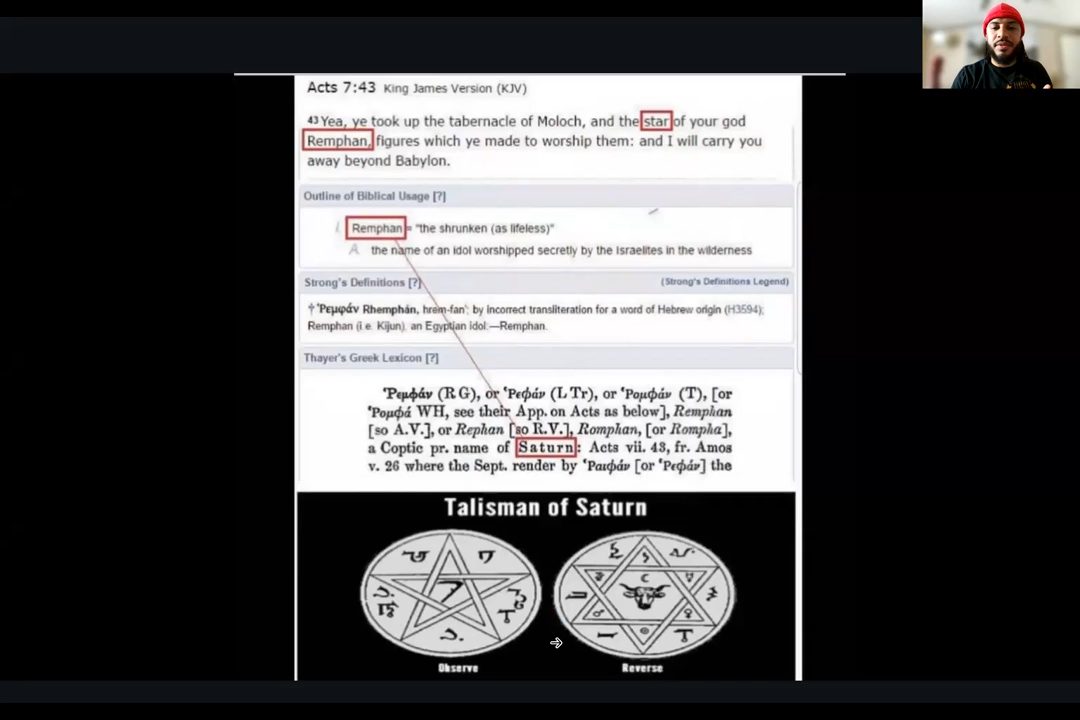 Acts 7:43 King James Version (KJV)
43 Yea, ye took up the tabernacle of Moloch, and the star of your god
Remphan, figures which ye made to worship them: and I will carry you
away beyond Babylon.
Outline of Biblical Usage [?]
Remphan = "the shrunken (as lifeless)"
A. the name of an idol worshipped secretly by the Israelites in the wilderness
Strong's Definitions [?] (Strong's Definitions Legend)
† Ῥεμφάν Rhemphán, hrem-fan'; by incorrect transliteration for a word of Hebrew origin (H3594);
Remphan (i.e. Kijun), an Egyptian idol:—Remphan.
Thayer's Greek Lexicon [?]
Ῥεμφάν (R G), or Ῥεφάν (L Tr), or Ῥομφάν (T), [or
Ῥομφά WH, see their App. on Acts as below], Remphan
[so A.V.], or Rephan [so R.V.], Romphan, [or Rompha],
a Coptic pr. name of Saturn: Acts vii. 43, fr. Amos
v. 26 where the Sept. render by Ῥαιφάν [or Ῥεφάν] the
Talisman of Saturn
Observe Reverse